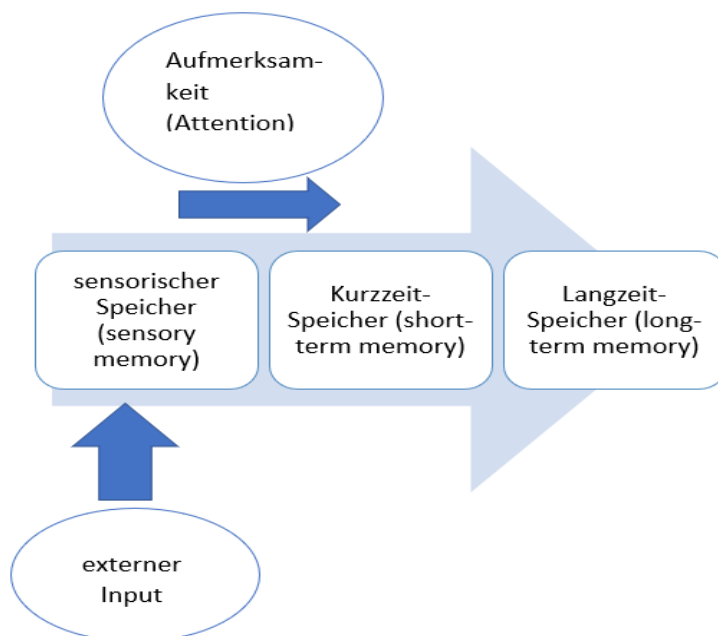 Aufmerksam-
keit
(Attention)
sensorischer
Speicher
(sensory
memory)
Kurzzeit-
Speicher (short-
term memory)
Langzeit-
Speicher (long-
term memory)
externer
Input